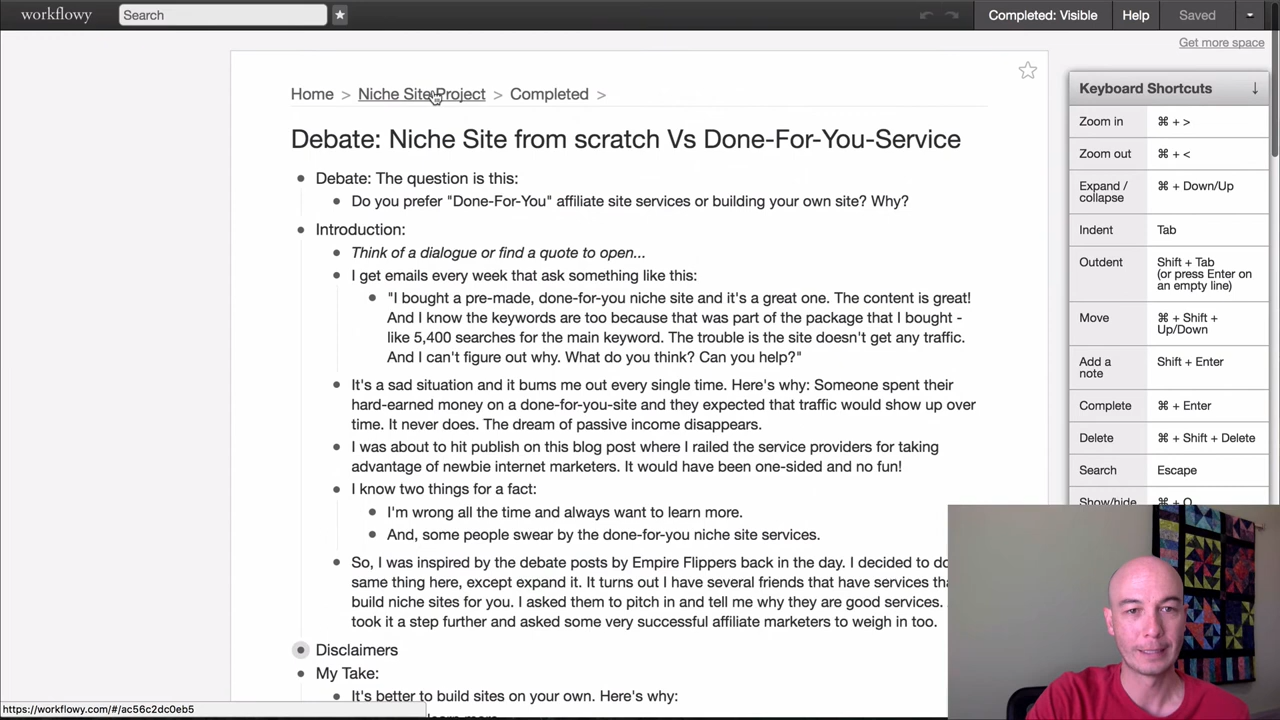 workflowy
Search
Completed: Visible
Help
Saved
Get more space
Home > Niche Site Project > Completed >
Debate: Niche Site from scratch Vs Done-For-You-Service
Debate: The question is this:
Do you prefer "Done-For-You" affiliate site services or building your own site? Why?
Introduction:
Think of a dialogue or find a quote to open...
I get emails every week that ask something like this:
"I bought a pre-made, done-for-you niche site and it's a great one. The content is great!
And I know the keywords are too because that was part of the package that I bought -
like 5,400 searches for the main keyword. The trouble is the site doesn't get any traffic.
And I can't figure out why. What do you think? Can you help?"
It's a sad situation and it bums me out every single time. Here's why: Someone spent their
hard-earned money on a done-for-you-site and they expected that traffic would show up over
time. It never does. The dream of passive income disappears.
I was about to hit publish on this blog post where I railed the service providers for taking
advantage of newbie internet marketers. It would have been one-sided and no fun!
I know two things for a fact:
I'm wrong all the time and always want to learn more.
And, some people swear by the done-for-you niche site services.
So, I was inspired by the debate posts by Empire Flippers back in the day. I decided to do
same thing here, except expand it. It turns out I have several friends that have services
build niche sites for you. I asked them to pitch in and tell me why they are good services.
took it a step further and asked some very successful affiliate marketers to weigh in too.
Disclaimers
My Take:
It's better to build sites on your own. Here's why:
Keyboard Shortcuts ↓
Zoom in ⌘ + >
Zoom out ⌘ + <
Expand / collapse ⌘ + Down/Up
Indent Tab
Outdent Shift + Tab
(or press Enter on
an empty line)
Move ⌘ + Shift +
Up/Down
Add a note Shift + Enter
Complete ⌘ + Enter
Delete ⌘ + Shift + Delete
Search Escape
Show/hide ⌘ + O
https://workflowy.com/#/ac56c2dc0eb5